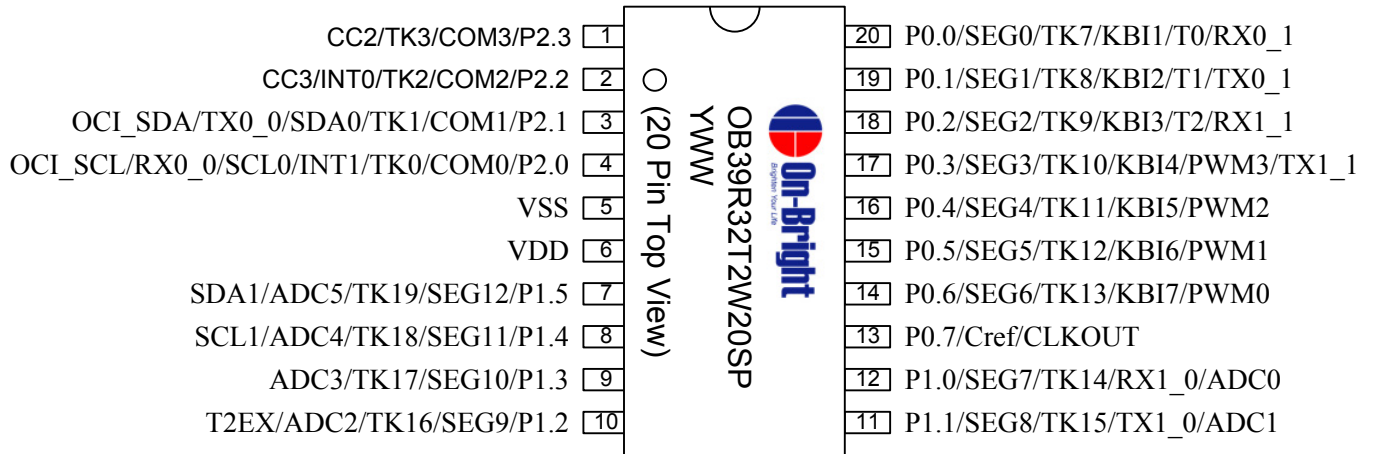 CC2/TK3/COM3/P2.3 1
CC3/INT0/TK2/COM2/P2.2 2
OCI_SDA/TX0_0/SDA0/TK1/COM1/P2.1 3
OCI_SCL/RX0_0/SCL0/INT1/TK0/COM0/P2.0 4
VSS 5
VDD 6
SDA1/ADC5/TK19/SEG12/P1.5 7
SCL1/ADC4/TK18/SEG11/P1.4 8
ADC3/TK17/SEG10/P1.3 9
T2EX/ADC2/TK16/SEG9/P1.2 10
On-Bright
Brighten Your Life
OB39R32T2W20SP
YWW
(20 Pin Top View)
20 P0.0/SEG0/TK7/KBI1/T0/RX0_1
19 P0.1/SEG1/TK8/KBI2/T1/TX0_1
18 P0.2/SEG2/TK9/KBI3/T2/RX1_1
17 P0.3/SEG3/TK10/KBI4/PWM3/TX1_1
16 P0.4/SEG4/TK11/KBI5/PWM2
15 P0.5/SEG5/TK12/KBI6/PWM1
14 P0.6/SEG6/TK13/KBI7/PWM0
13 P0.7/Cref/CLKOUT
12 P1.0/SEG7/TK14/RX1_0/ADC0
11 P1.1/SEG8/TK15/TX1_0/ADC1